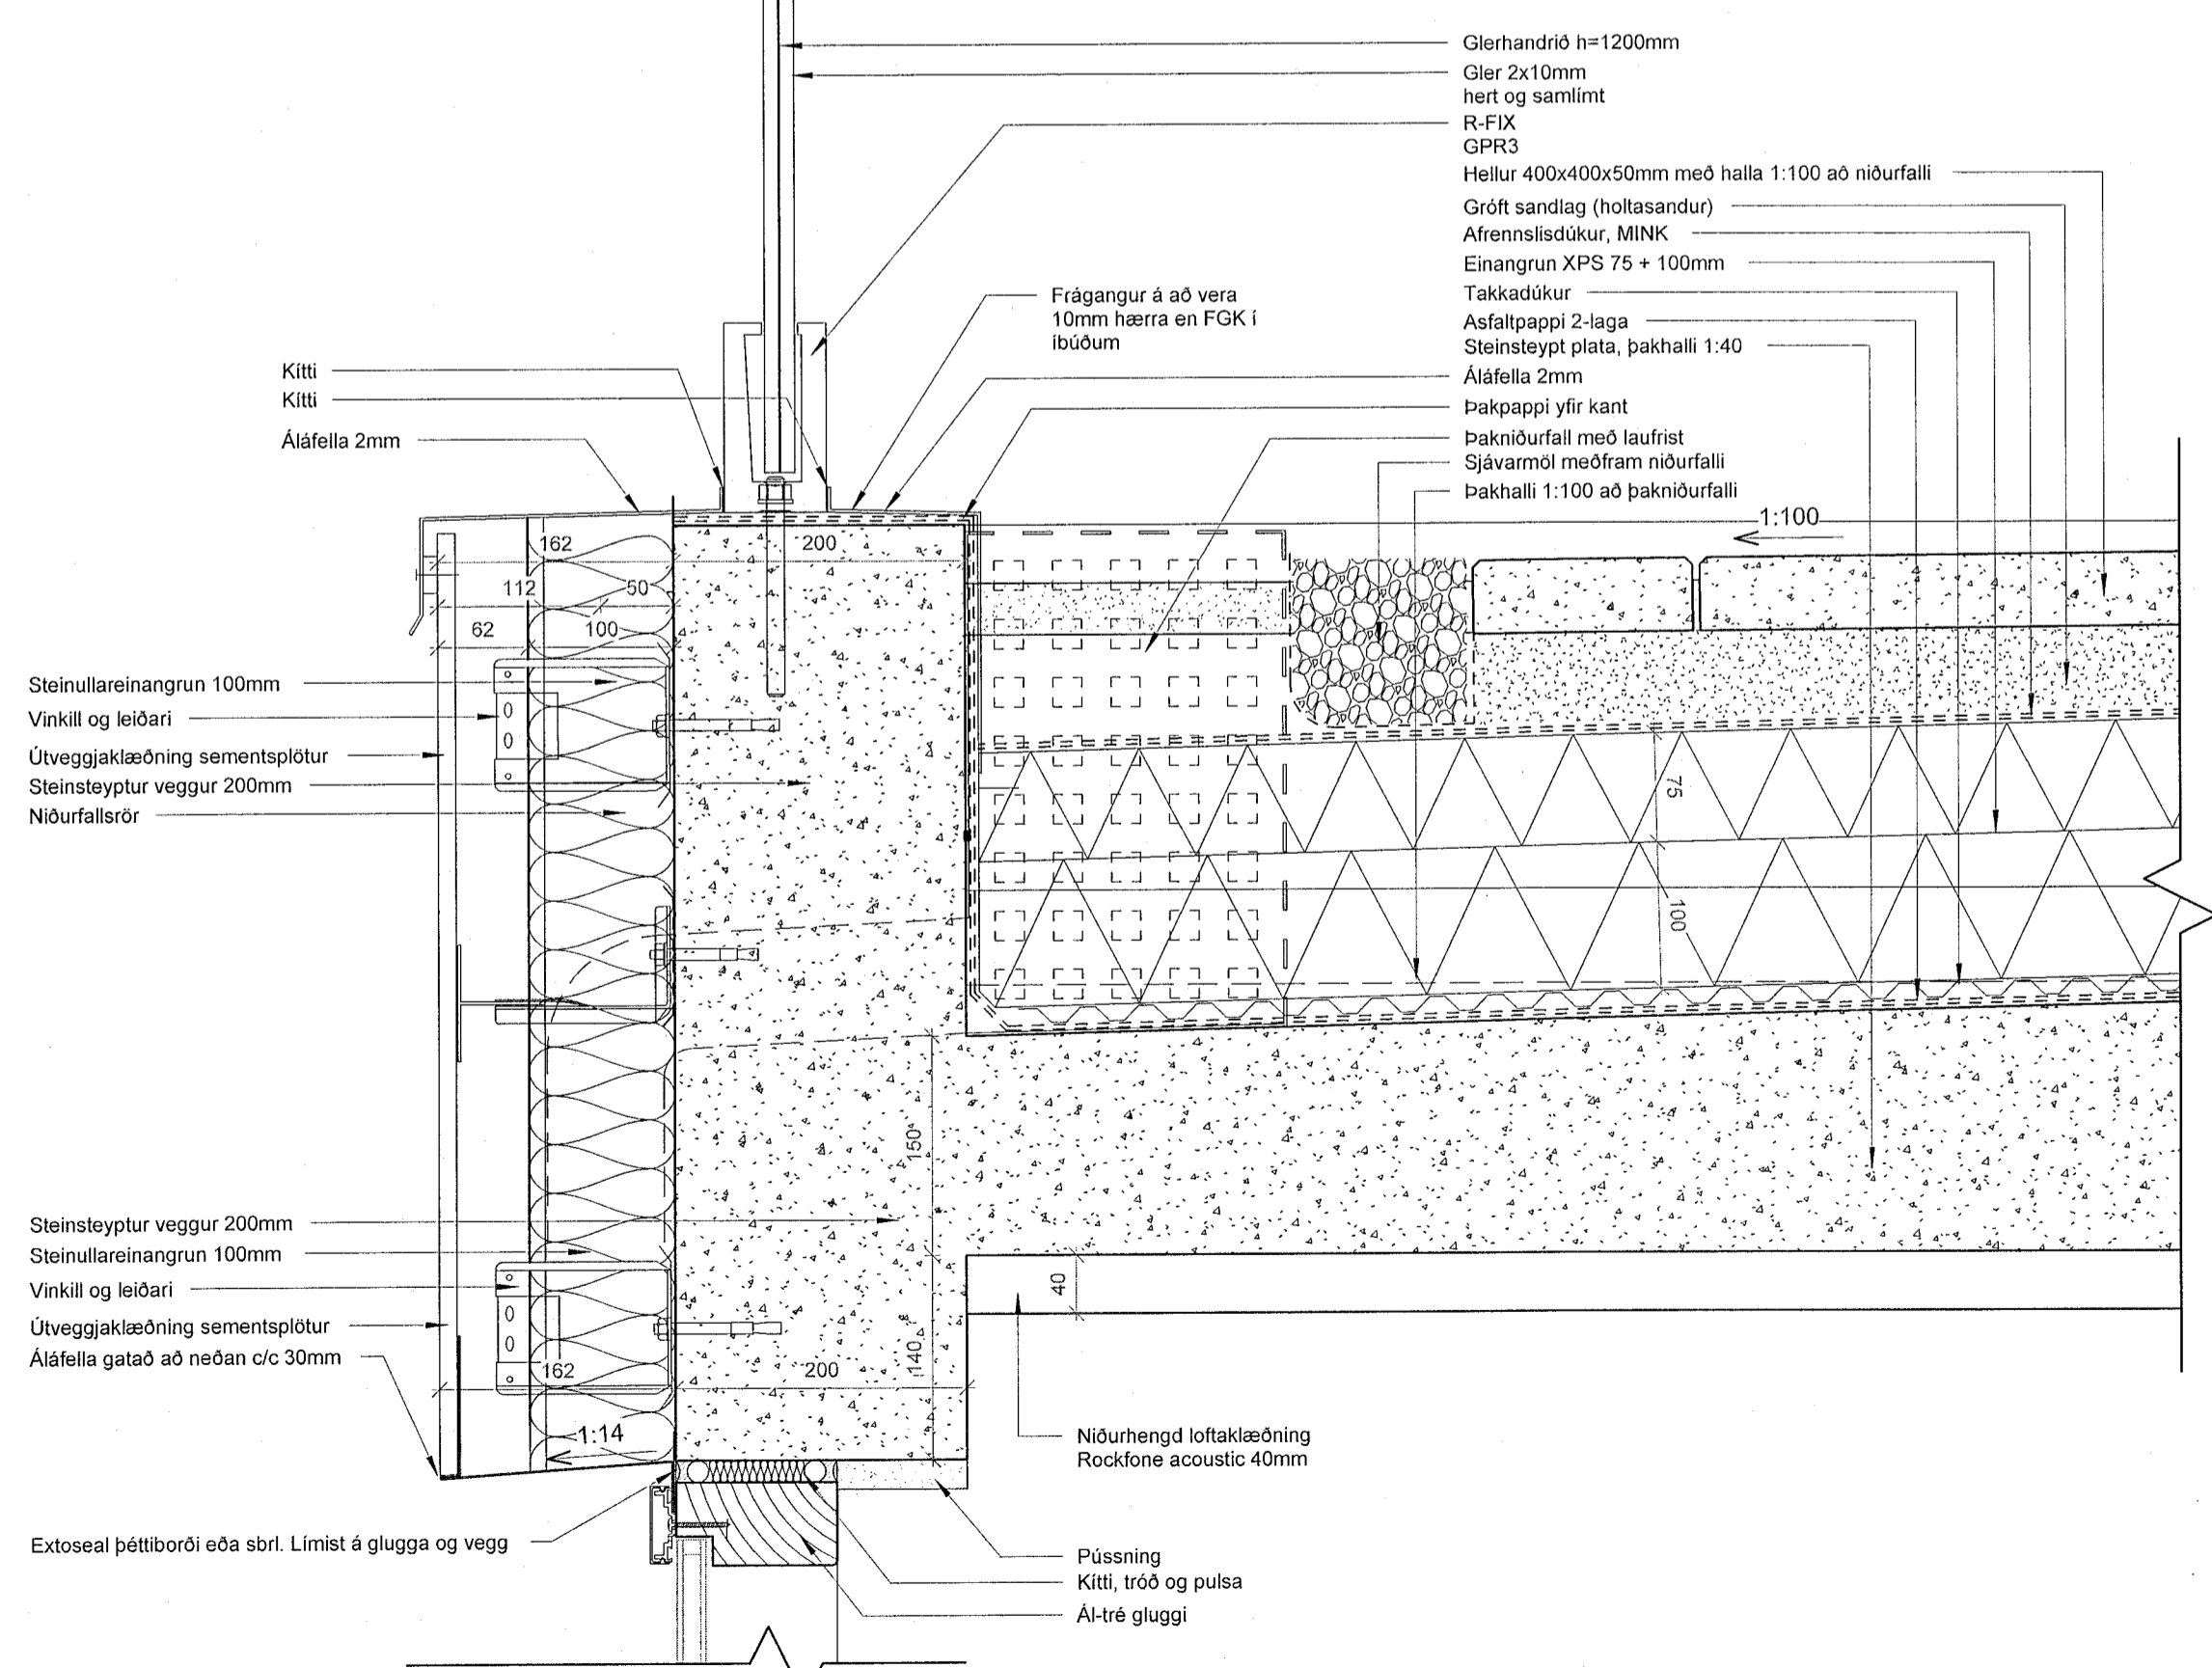 Glerhandrið h=1200mm
Gler 2x10mm
hert og samlímt
R-FIX
GPR3
Hellur 400x400x50mm með halla 1:100 að niðurfalli
Gróft sandlag (holtasandur)
Afrennslisdúkur, MINK
Einangrun XPS 75 + 100mm
Takkadúkur
Asfaltpappi 2-laga
Steinsteypt plata, þakhalli 1:40
Áláfella 2mm
Þakpappi yfir kant
Þakniðurfall með laufrist
Sjávarmöl meðfram niðurfalli
Þakhalli 1:100 að þakniðurfalli
Frágangur á að vera
10mm hærra en FGK í
íbúðum
Kítti
Kítti
Áláfella 2mm
1:100
162
200
112
50
62
100
Steinullareinangrun 100mm
Vinkill og leiðari
Útveggjaklæðning sementsplötur
Steinsteyptur veggur 200mm
Niðurfallsrör
75
100
150
Steinsteyptur veggur 200mm
Steinullareinangrun 100mm
Vinkill og leiðari
Útveggjaklæðning sementsplötur
Áláfella gatað að neðan c/c 30mm
40
140
162
200
1:14
Niðurhengd loftaklæðning
Rockfone acoustic 40mm
Extoseal þéttiborði eða sbrl. Límist á glugga og vegg
Pússning
Kítti, tróð og pulsa
Ál-tré gluggi